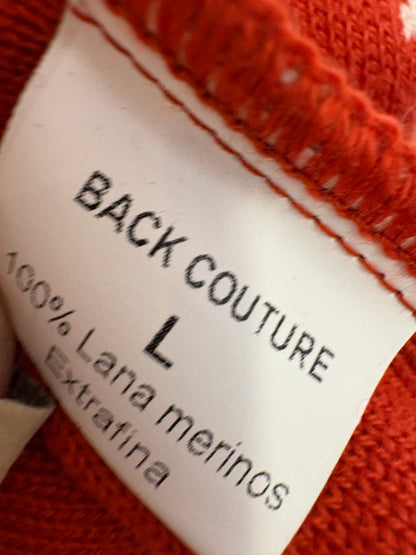 BACK COUTURE
L
100% Lana merinos
Extrafina